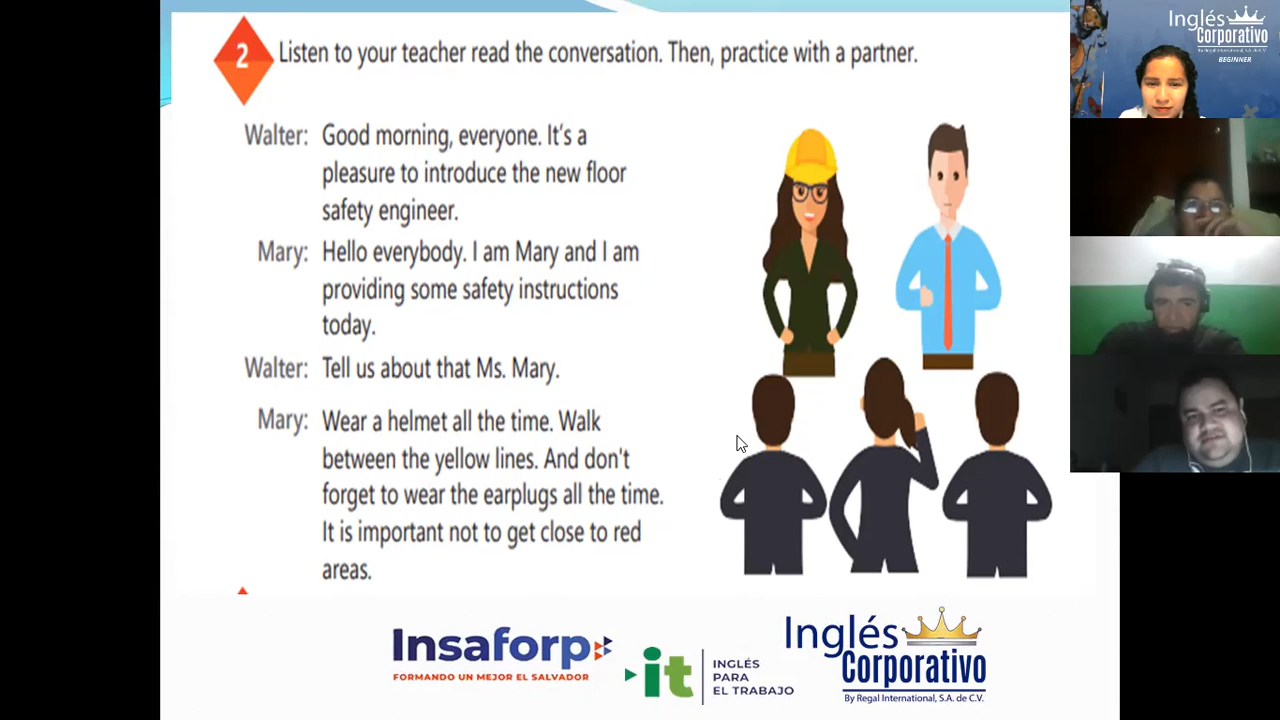 2 Listen to your teacher read the conversation. Then, practice with a partner.
Walter: Good morning, everyone. It's a
pleasure to introduce the new floor
safety engineer.
Mary: Hello everybody. I am Mary and I am
providing some safety instructions
today.
Walter: Tell us about that Ms. Mary.
Mary: Wear a helmet all the time. Walk
between the yellow lines. And don't
forget to wear the earplugs all the time.
It is important not to get close to red
areas.
Insaforp
FORMANDO UN MEJOR EL SALVADOR
it
INGLÉS
PARA
EL TRABAJO
Inglés
Corporativo
By Regal International, S.A. de C.V.
Inglés
Corporativo
By Regal International, S.A. de C.V.
BEGINNER